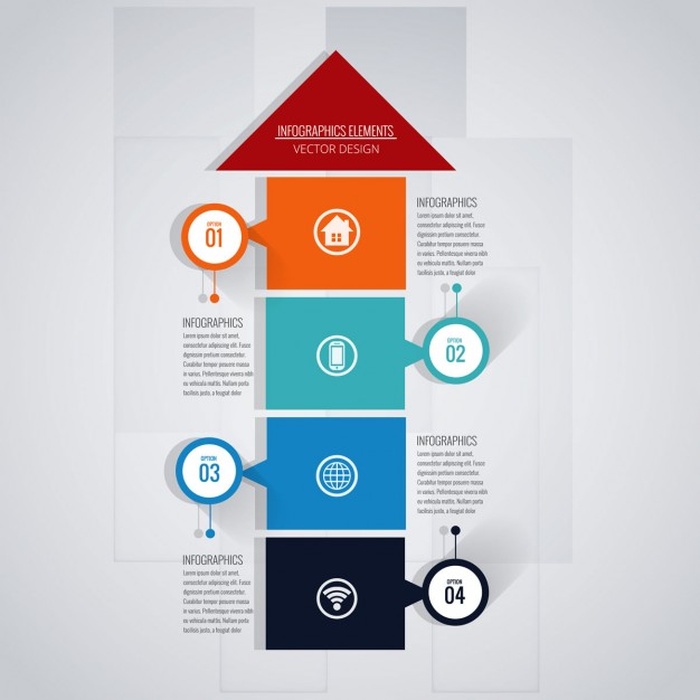 INFOGRAPHICS ELEMENTS
VECTOR DESIGN
OPTION
01
INFOGRAPHICS
Lorem ipsum dolor sit amet,
consectetur adipiscing elit. Duis
dignissim pretium consectetur.
Curabitur tempor posuere massa
in varius. Pellentesque viverra nibh
eu vehicula mattis. Nullam porta
facilisis justo, a feugiat dolor
INFOGRAPHICS
Lorem ipsum dolor sit amet,
consectetur adipiscing elit. Duis
dignissim pretium consectetur.
Curabitur tempor posuere massa
in varius. Pellentesque viverra nibh
eu vehicula mattis. Nullam porta
facilisis justo, a feugiat dolor
OPTION
02
OPTION
03
INFOGRAPHICS
Lorem ipsum dolor sit amet,
consectetur adipiscing elit. Duis
dignissim pretium consectetur.
Curabitur tempor posuere massa
in varius. Pellentesque viverra nibh
eu vehicula mattis. Nullam porta
facilisis justo, a feugiat dolor
INFOGRAPHICS
Lorem ipsum dolor sit amet,
consectetur adipiscing elit. Duis
dignissim pretium consectetur.
Curabitur tempor posuere massa
in varius. Pellentesque viverra nibh
eu vehicula mattis. Nullam porta
facilisis justo, a feugiat dolor
OPTION
04